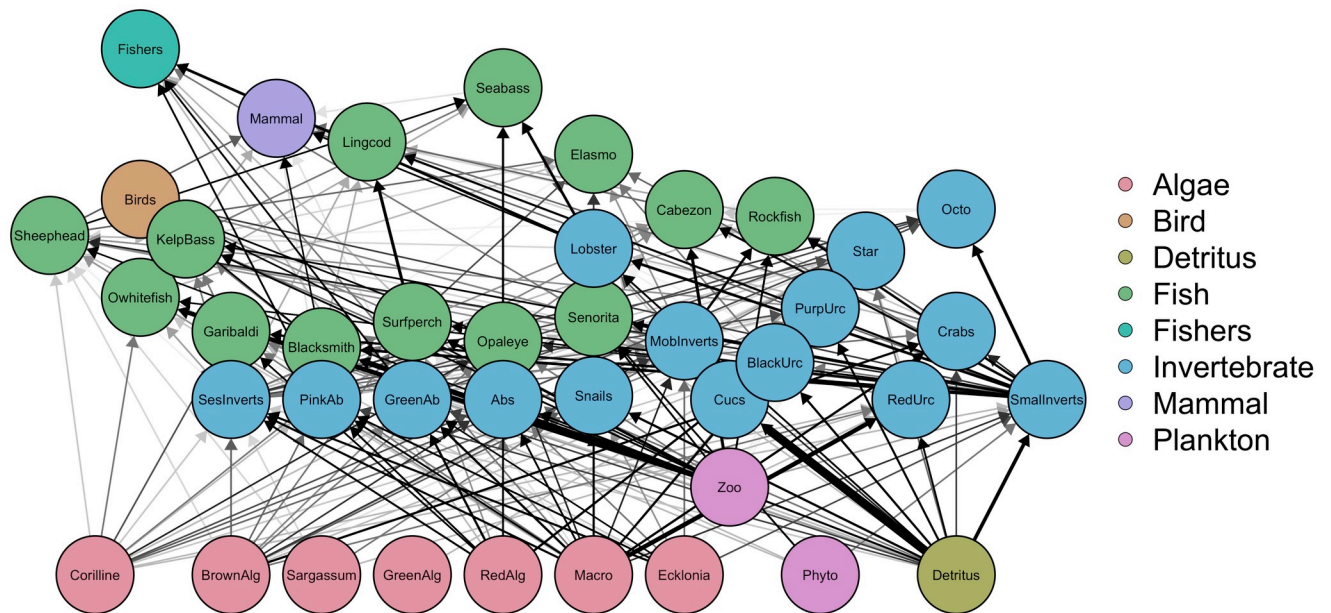 Fishers
Seabass
Mammal
Lingcod
Elasmo
Birds
Cabezon
Rockfish
Octo
Sheephead
KelpBass
Lobster
Star
Owhitefish
PurpUrc
Garibaldi
Blacksmith
Surfperch
Opaleye
Senorita
MobInverts
Crabs
BlackUrc
SesInverts
PinkAb
GreenAb
Abs
Snails
Cucs
RedUrc
SmallInverts
Zoo
Corilline
BrownAlg
Sargassum
GreenAlg
RedAlg
Macro
Ecklonia
Phyto
Detritus
Algae
Bird
Detritus
Fish
Fishers
Invertebrate
Mammal
Plankton